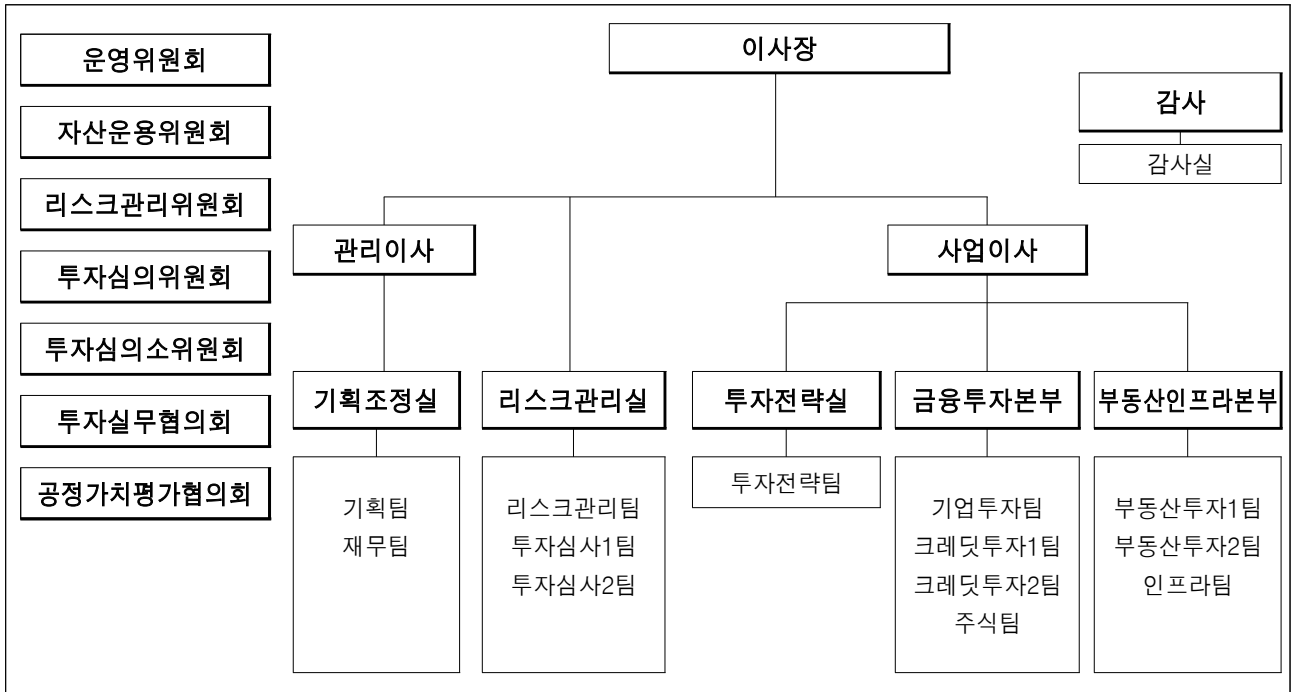 운영위원회
자산운용위원회
리스크관리위원회
투자심의위원회
투자심의소위원회
투자실무협의회
공정가치평가협의회
이사장
감사
감사실
관리이사
사업이사
기획조정실
리스크관리실
투자전략실
금융투자본부
부동산인프라본부
기획팀
재무팀
리스크관리팀
투자심사1팀
투자심사2팀
투자전략팀
기업투자팀
크레딧투자1팀
크레딧투자2팀
주식팀
부동산투자1팀
부동산투자2팀
인프라팀